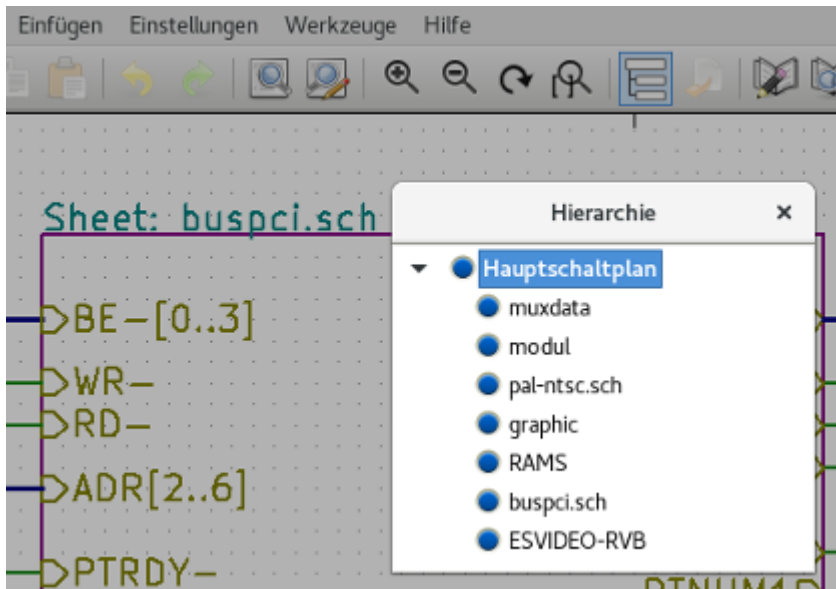 Einfügen Einstellungen Werkzeuge Hilfe
Sheet: buspci.sch
Hierarchie ×
Hauptschaltplan
muxdata
modul
pal-ntsc.sch
graphic
RAMS
buspci.sch
ESVIDEO-RVB
BE-[0..3]
WR-
RD-
ADR[2..6]
PTRDY-